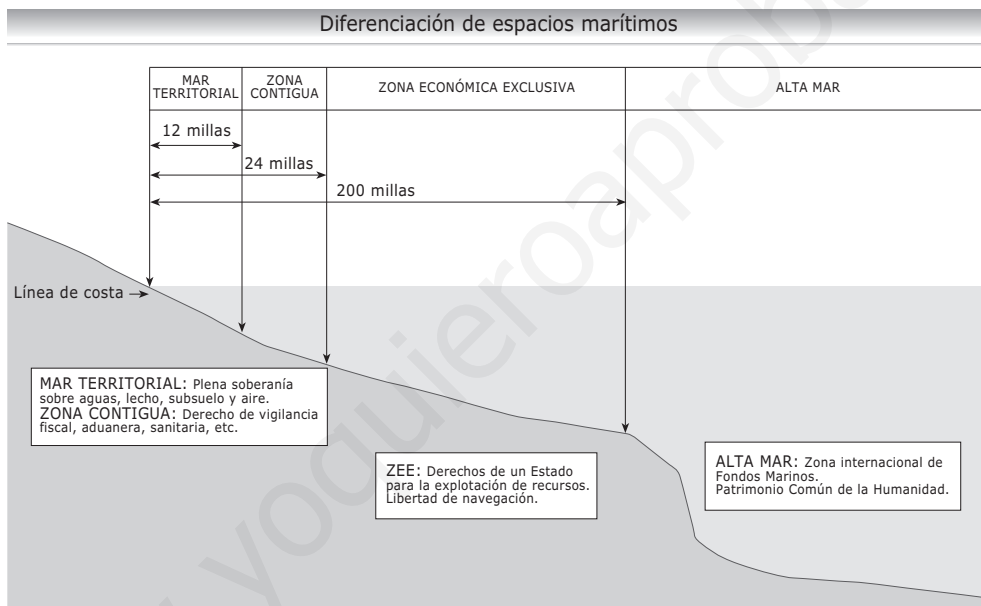 Diferenciación de espacios marítimos
MAR
TERRITORIAL
ZONA
CONTIGUA
ZONA ECONÓMICA EXCLUSIVA
ALTA MAR
12 millas
24 millas
200 millas
Línea de costa
MAR TERRITORIAL: Plena soberanía
sobre aguas, lecho, subsuelo y aire.
ZONA CONTIGUA: Derecho de vigilancia
fiscal, aduanera, sanitaria, etc.
ZEE: Derechos de un Estado
para la explotación de recursos.
Libertad de navegación.
ALTA MAR: Zona internacional de
Fondos Marinos.
Patrimonio Común de la Humanidad.
yoquieroaproba